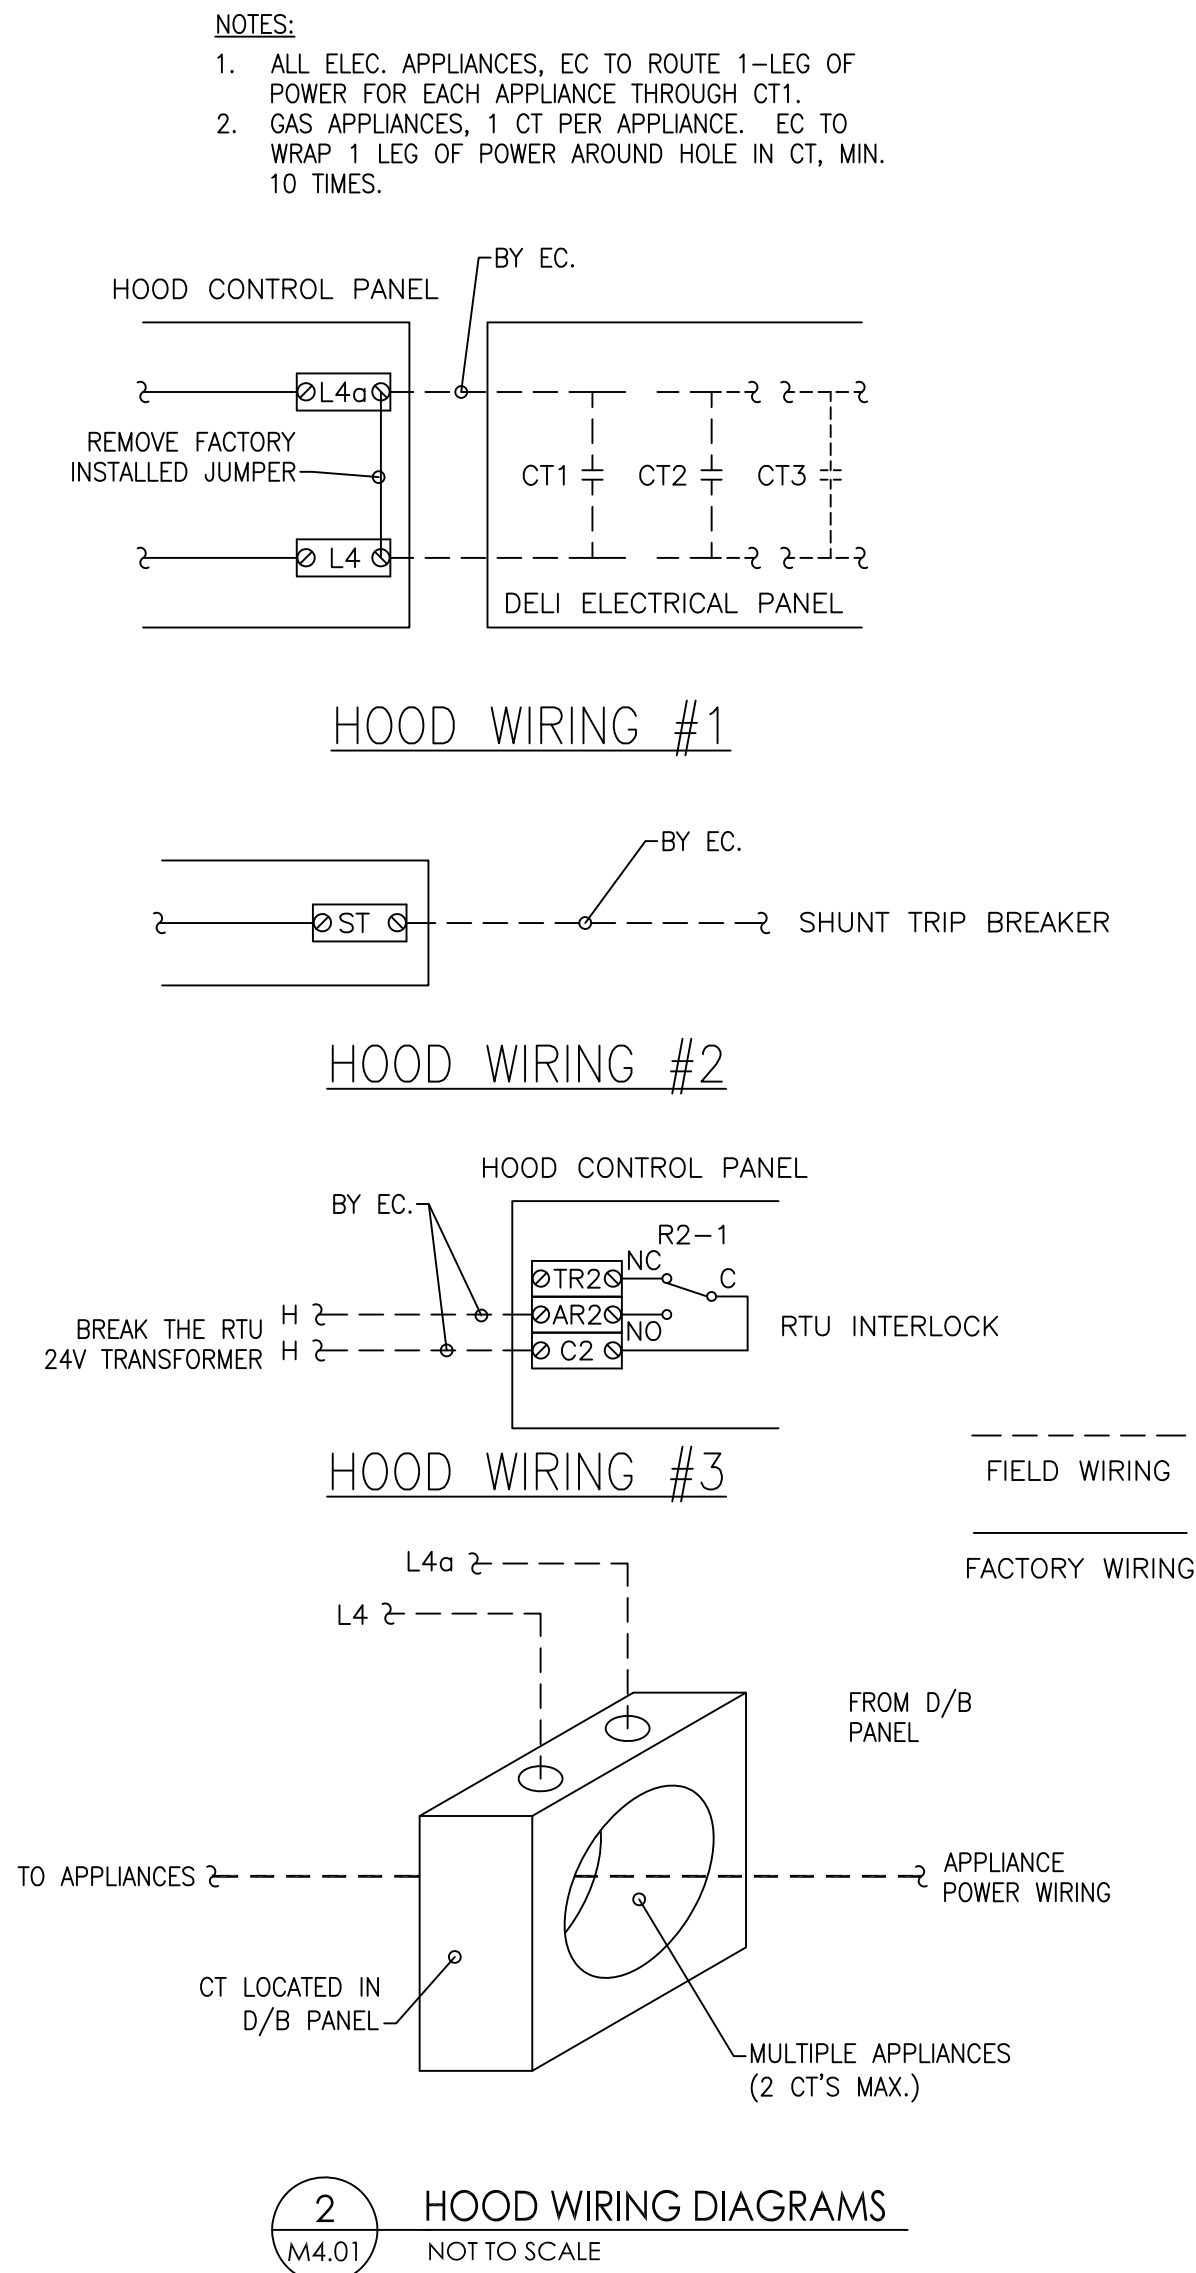 NOTES:
1. ALL ELEC. APPLIANCES, EC TO ROUTE 1-LEG OF
POWER FOR EACH APPLIANCE THROUGH CT1.
2. GAS APPLIANCES, 1 CT PER APPLIANCE. EC TO
WRAP 1 LEG OF POWER AROUND HOLE IN CT, MIN.
10 TIMES.
BY EC.
HOOD CONTROL PANEL
L4a
REMOVE FACTORY
INSTALLED JUMPER
CT1 CT2 CT3
L4
DELI ELECTRICAL PANEL
HOOD WIRING #1
BY EC.
ST
SHUNT TRIP BREAKER
HOOD WIRING #2
HOOD CONTROL PANEL
BY EC.
R2-1
NC
TR2
C
H
AR2
NO
BREAK THE RTU
24V TRANSFORMER
H
C2
RTU INTERLOCK
HOOD WIRING #3
FIELD WIRING
FACTORY WIRING
L4a
L4
FROM D/B
PANEL
TO APPLIANCES
APPLIANCE
POWER WIRING
CT LOCATED IN
D/B PANEL
MULTIPLE APPLIANCES
(2 CT'S MAX.)
2
M4.01
HOOD WIRING DIAGRAMS
NOT TO SCALE